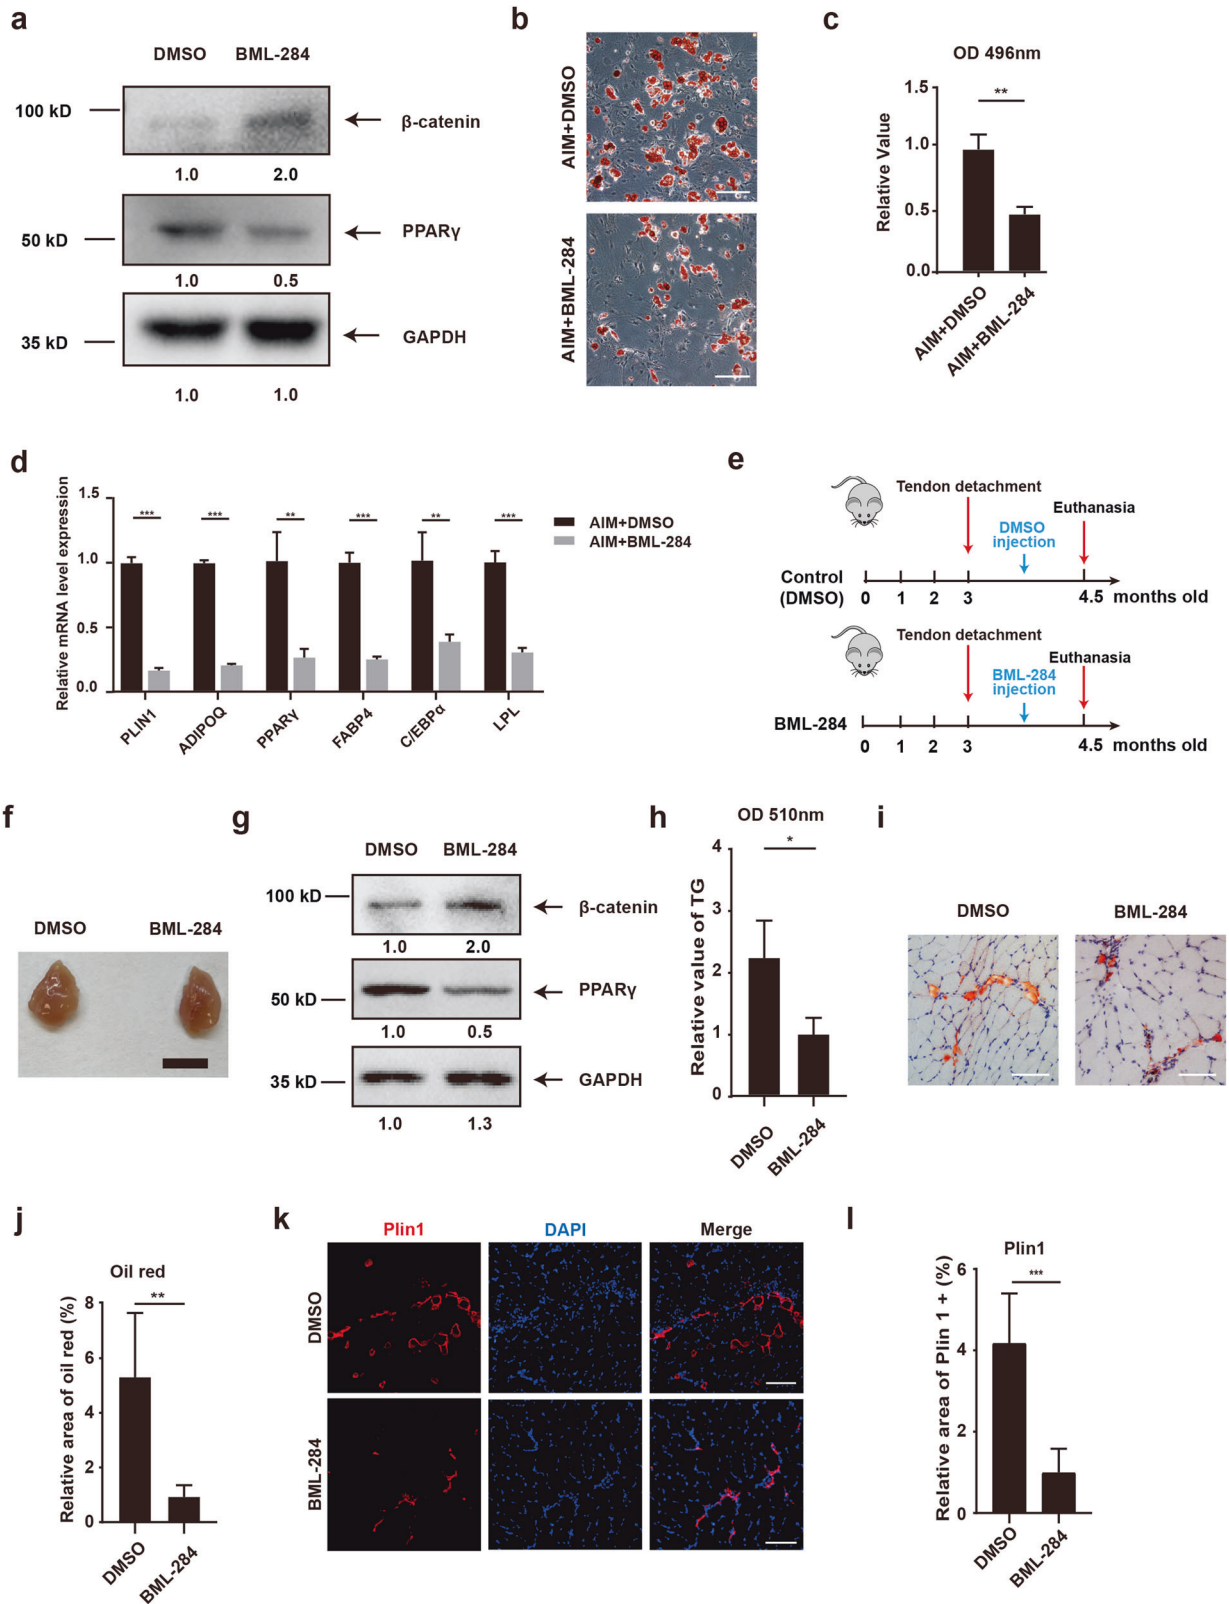 a
DMSO BML-284
100 kD
β-catenin
1.0 2.0
50 kD
PPARγ
1.0 0.5
35 kD
GAPDH
1.0 1.0
b
AIM+DMSO
AIM+BML-284
c
OD 496nm
**
Relative Value
1.5
1.0
0.5
0.0
AIM+DMSO
AIM+BML-284
d
Relative mRNA level expression
1.5
1.0
0.5
0.0
*** *** ** *** ** ***
AIM+DMSO
AIM+BML-284
PLIN1
ADIPOQ
PPARγ
FABP4
C/EBPα
LPL
e
Tendon detachment
DMSO
injection
Euthanasia
Control
(DMSO)
0 1 2 3 4.5 months old
Tendon detachment
BML-284
injection
Euthanasia
BML-284
0 1 2 3 4.5 months old
f
DMSO BML-284
g
DMSO BML-284
100 kD
β-catenin
1.0 2.0
50 kD
PPARγ
1.0 0.5
35 kD
GAPDH
1.0 1.3
h
OD 510nm
*
Relative value of TG
4
3
2
1
0
DMSO
BML-284
i
DMSO BML-284
j
Oil red
**
Relative area of oil red (%)
8
6
4
2
0
DMSO
BML-284
k
Plin1 DAPI Merge
DMSO
BML-284
l
Plin1
***
Relative area of Plin 1 + (%)
6
4
2
0
DMSO
BML-284